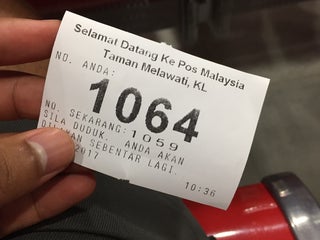 Selamat Datang Ke Pos Malaysia
Taman Melawati, KL
NO. ANDA:
1064
NO. SEKARANG: 1059
SILA DUDUK. ANDA AKAN
SEBENTAR LAGI.
2017 10:36